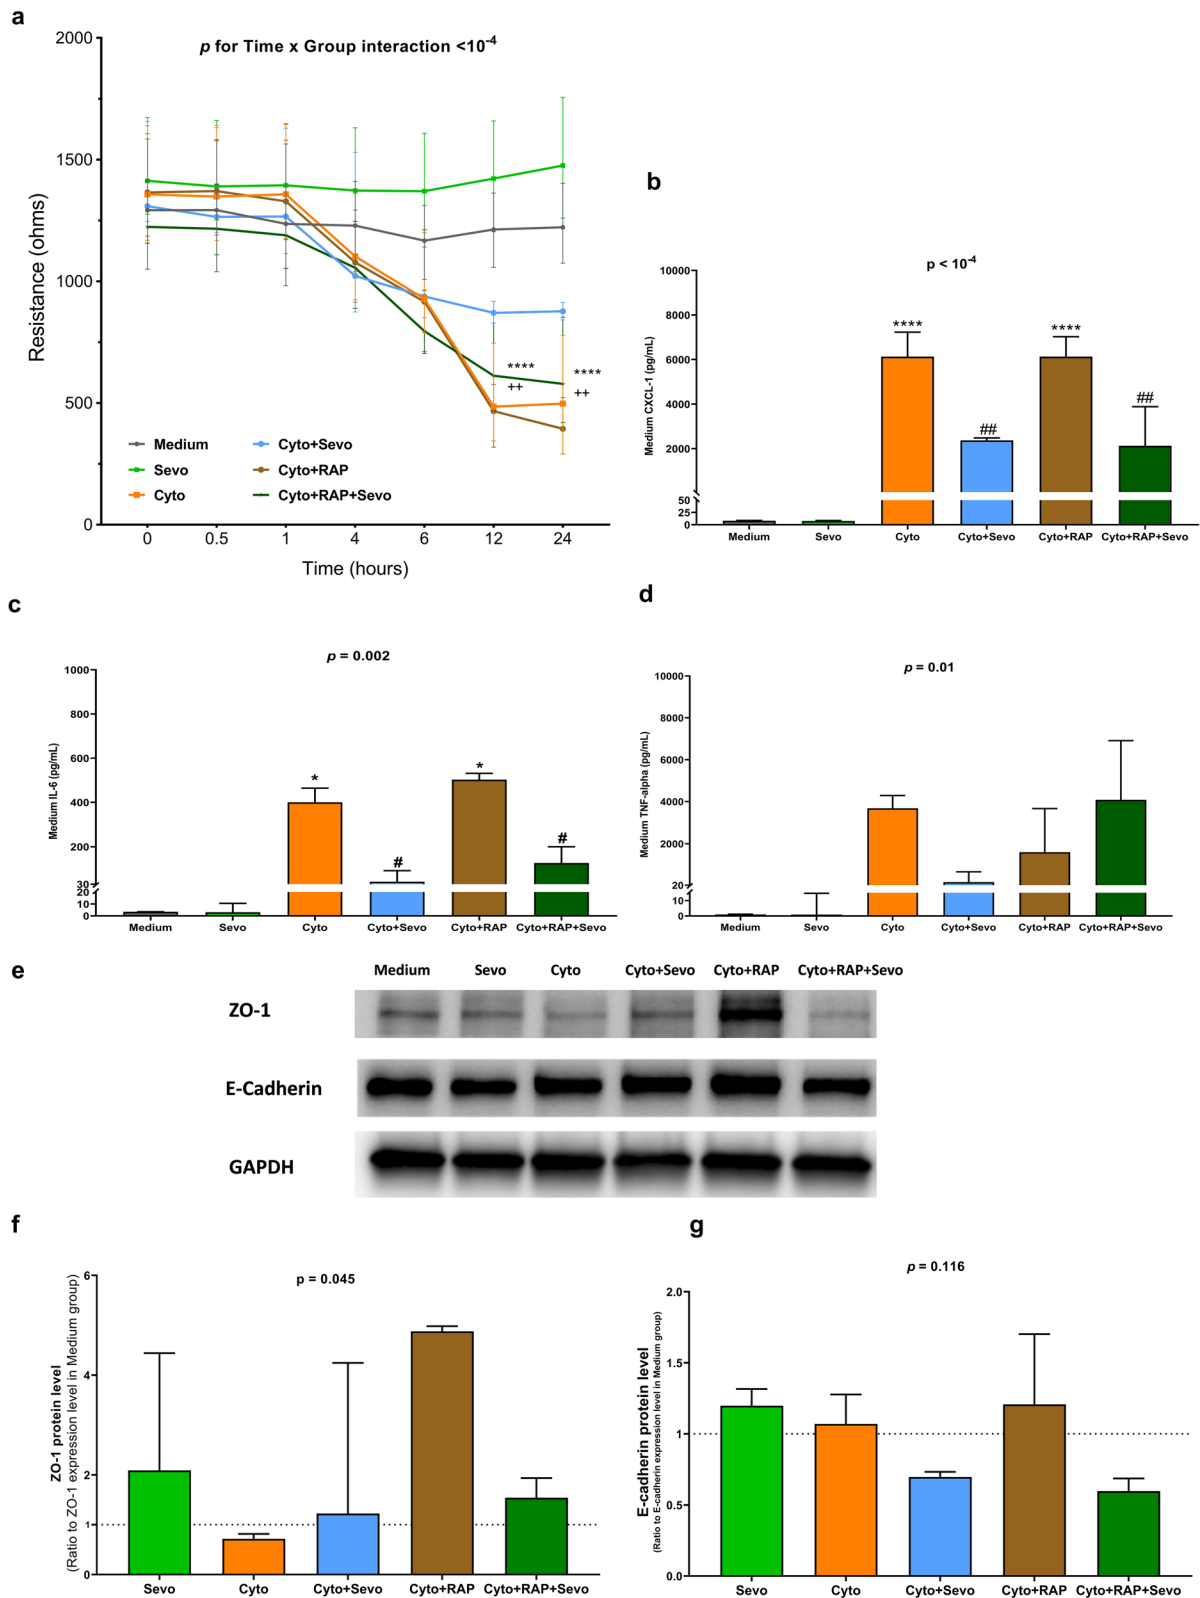 a
p for Time x Group interaction <10-4
2000
1500
1000
500
0
Resistance (ohms)
****
++
****
++
Medium
Sevo
Cyto
Cyto+Sevo
Cyto+RAP
Cyto+RAP+Sevo
0 0.5 1 4 6 12 24
Time (hours)
b
p < 10-4
10000
8000
6000
4000
2000
50
25
0
Medium CXCL-1 (pg/mL)
****
##
****
##
Medium Sevo Cyto Cyto+Sevo Cyto+RAP Cyto+RAP+Sevo
c
p = 0.002
1000
800
600
400
200
30
20
10
0
Medium IL-6 (pg/mL)
*
#
*
#
Medium Sevo Cyto Cyto+Sevo Cyto+RAP Cyto+RAP+Sevo
d
p = 0.01
10000
8000
6000
4000
2000
20
10
0
Medium TNF-alpha (pg/mL)
Medium Sevo Cyto Cyto+Sevo Cyto+RAP Cyto+RAP+Sevo
e
Medium Sevo Cyto Cyto+Sevo Cyto+RAP Cyto+RAP+Sevo
ZO-1
E-Cadherin
GAPDH
f
p = 0.045
6
4
2
1
0
ZO-1 protein level
(Ratio to ZO-1 expression level in Medium group)
Sevo Cyto Cyto+Sevo Cyto+RAP Cyto+RAP+Sevo
g
p = 0.116
2.0
1.5
1
0.5
0.0
E-cadherin protein level
(Ratio to E-cadherin expression level in Medium group)
Sevo Cyto Cyto+Sevo Cyto+RAP Cyto+RAP+Sevo